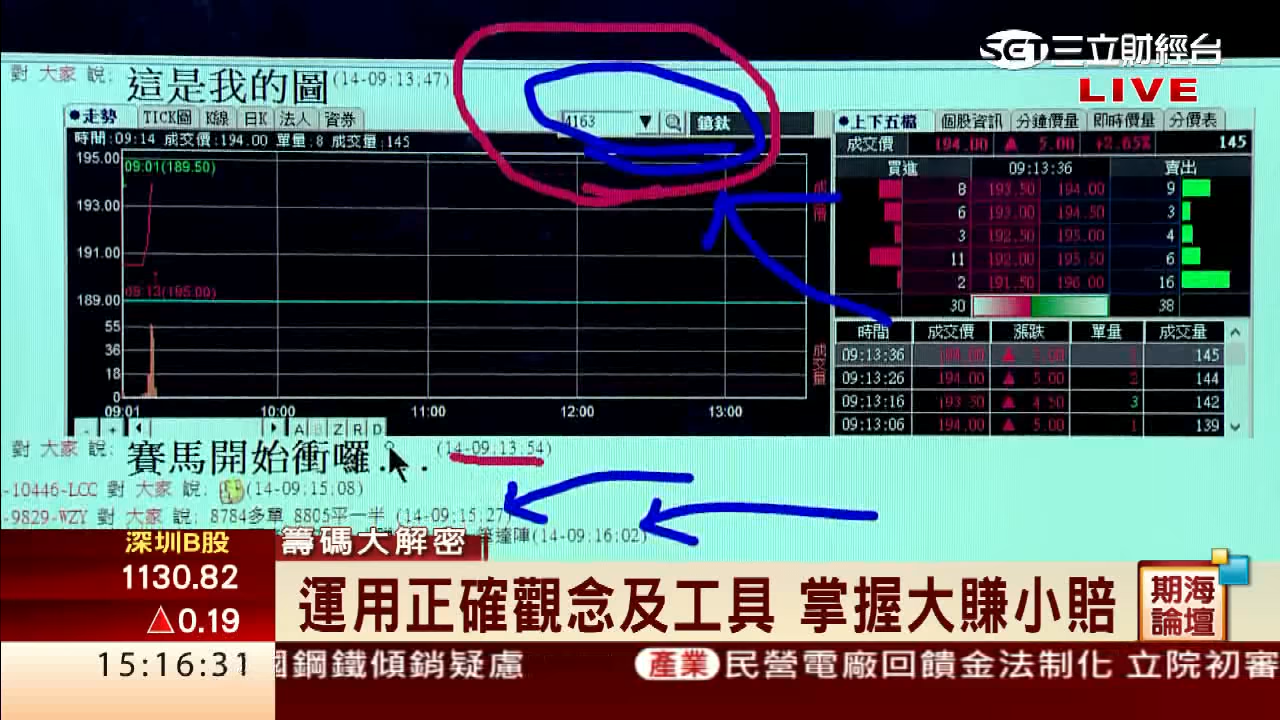 SET三立財經台
LIVE
對 大家 說: 這是我的圖(14-09:13:47)
走勢 TICK圖 K線 日K 法人 資券
4163 鐿鈦
時間:09:14 成交價:194.00 單量:8 成交量:145
195.00
09:01(189.50)
193.00
191.00
189.00
09:13(195.00)
55
36
18
0
成交量
09:01 10:00 11:00 12:00 13:00
A B Z R D
上下五檔 個股資訊 分鐘價量 即時價量 分價表
成交價 194.00 ▲ 5.00 +2.65% 145
買進 09:13:36 賣出
8 193.50 194.00 9
6 193.00 194.50 3
3 192.50 195.00 4
11 192.00 195.50 6
2 191.50 196.00 16
30 38
時間 成交價 漲跌 單量 成交量
09:13:36 194.00 ▲ 5.00 1 145
09:13:26 194.00 ▲ 5.00 2 144
09:13:16 193.50 ▲ 4.50 3 142
09:13:06 194.00 ▲ 5.00 1 139
對 大家 說: 賽馬開始衝囉... (14-09:13:54)
-10446-LCC 對 大家 說: (14-09:15:08)
-9829-WZY 對 大家 說: 8784多單 8805平一半 (14-09:15:27)
達陣(14-09:16:02)
深圳B股
1130.82
△0.19
15:16:31
籌碼大解密
運用正確觀念及工具 掌握大賺小賠
期海論壇
鋼鐵傾銷疑慮 產業 民營電廠回饋金法制化 立院初審